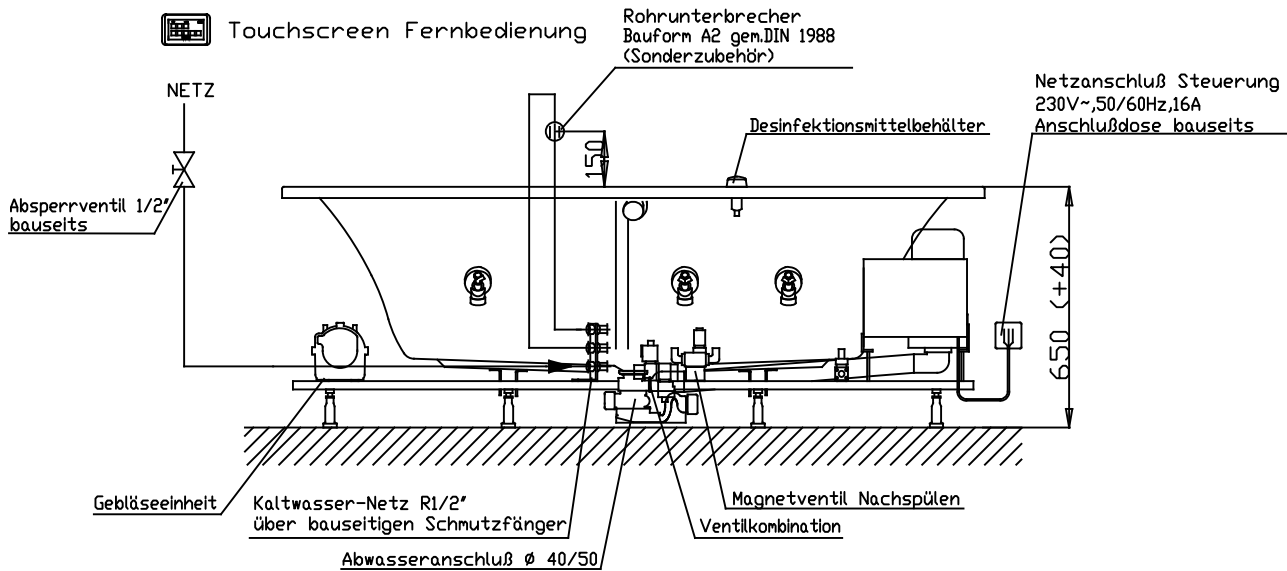 Touchscreen Fernbedienung
Rohrunterbrecher
Bauform A2 gem.DIN 1988
(Sonderzubehör)
NETZ
Netzanschluß Steuerung
230V~,50/60Hz,16A
Anschlußdose bauseits
Desinfektionsmittelbehälter
150
Absperrventil 1/2"
bauseits
650 (+40)
Gebläseeinheit
Kaltwasser-Netz R1/2"
über bauseitigen Schmutzfänger
Magnetventil Nachspülen
Ventilkombination
Abwasseranschluß Ø 40/50